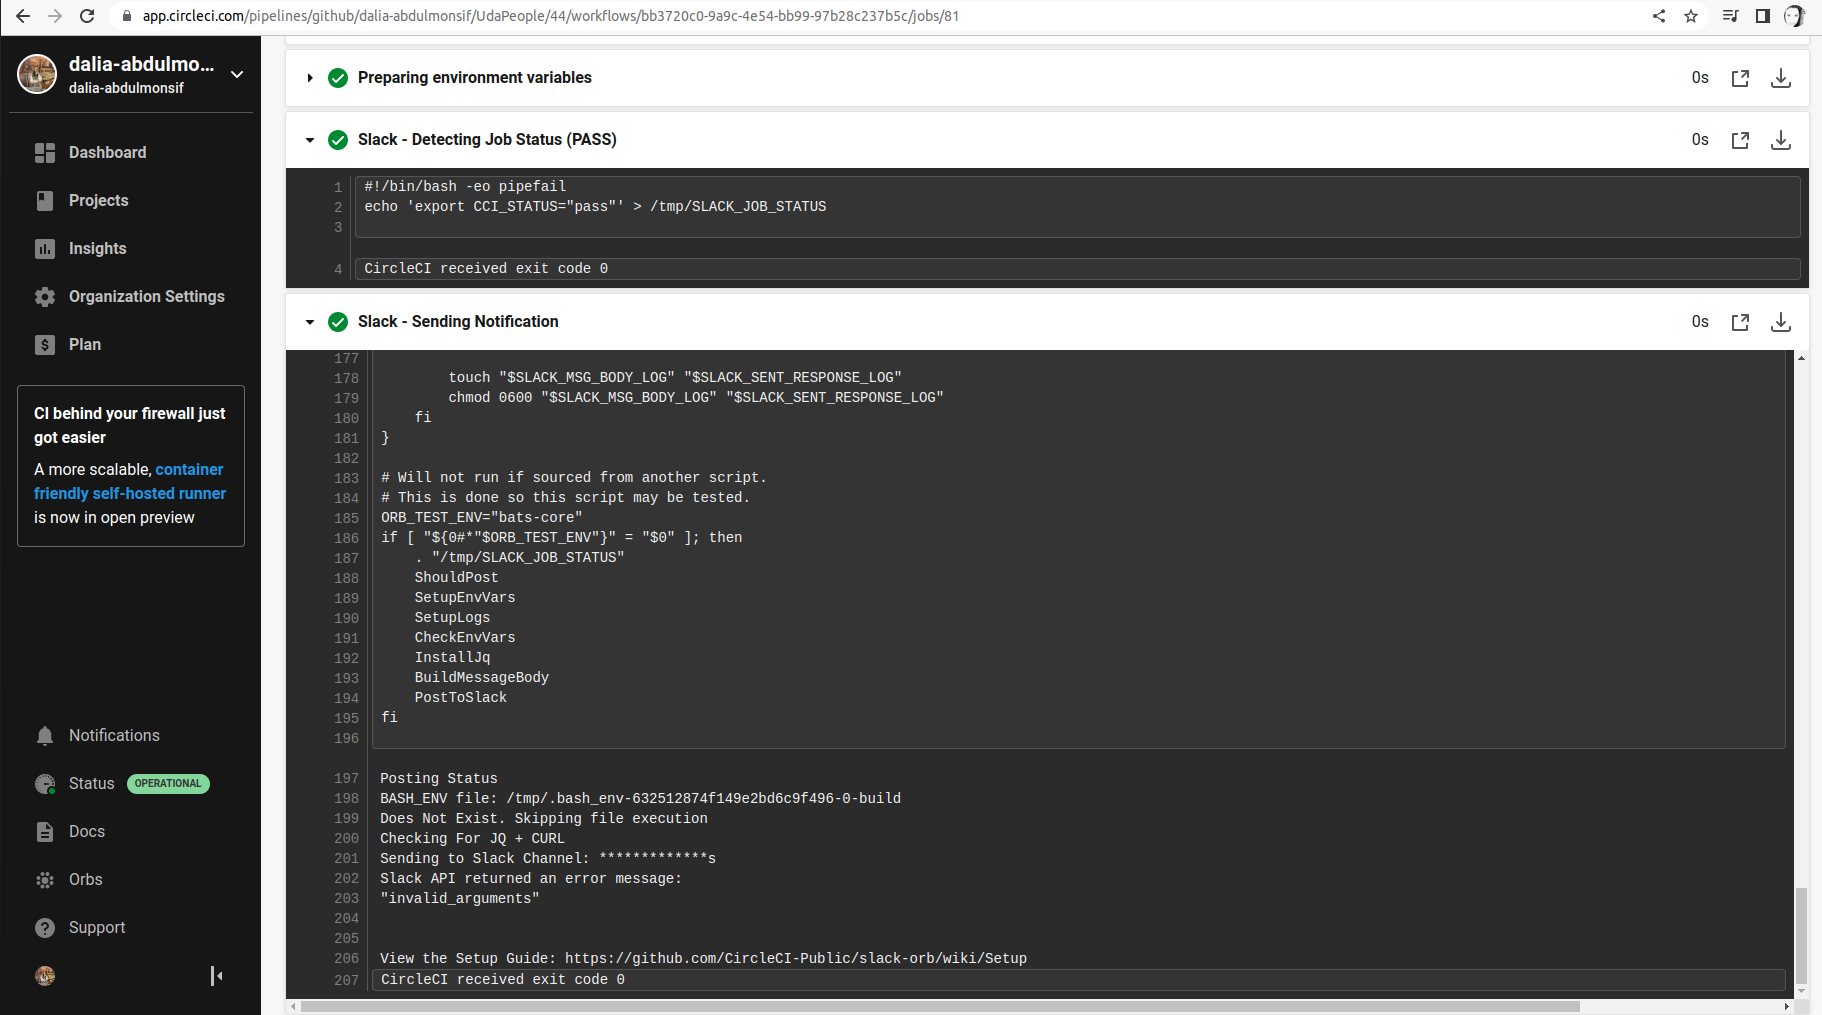 app.circleci.com/pipelines/github/dalia-abdulmonsif/UdaPeople/44/workflows/bb3720c0-9a9c-4e54-bb99-97b28c237b5c/jobs/81
dalia-abdulmo...
dalia-abdulmonsif
Dashboard
Projects
Insights
Organization Settings
Plan
CI behind your firewall just
got easier
A more scalable, container
friendly self-hosted runner
is now in open preview
Notifications
Status OPERATIONAL
Docs
Orbs
Support
Preparing environment variables 0s
Slack - Detecting Job Status (PASS) 0s
1 #!/bin/bash -eo pipefail
2 echo 'export CCI_STATUS="pass"' > /tmp/SLACK_JOB_STATUS
3
4 CircleCI received exit code 0
Slack - Sending Notification 0s
177
178 touch "$SLACK_MSG_BODY_LOG" "$SLACK_SENT_RESPONSE_LOG"
179 chmod 0600 "$SLACK_MSG_BODY_LOG" "$SLACK_SENT_RESPONSE_LOG"
180 fi
181 }
182
183 # Will not run if sourced from another script.
184 # This is done so this script may be tested.
185 ORB_TEST_ENV="bats-core"
186 if [ "${0#*"$ORB_TEST_ENV"}" = "$0" ]; then
187 . "/tmp/SLACK_JOB_STATUS"
188 ShouldPost
189 SetupEnvVars
190 SetupLogs
191 CheckEnvVars
192 InstallJq
193 BuildMessageBody
194 PostToSlack
195 fi
196
197 Posting Status
198 BASH_ENV file: /tmp/.bash_env-632512874f149e2bd6c9f496-0-build
199 Does Not Exist. Skipping file execution
200 Checking For JQ + CURL
201 Sending to Slack Channel: *************s
202 Slack API returned an error message:
203 "invalid_arguments"
204
205
206 View the Setup Guide: https://github.com/CircleCI-Public/slack-orb/wiki/Setup
207 CircleCI received exit code 0